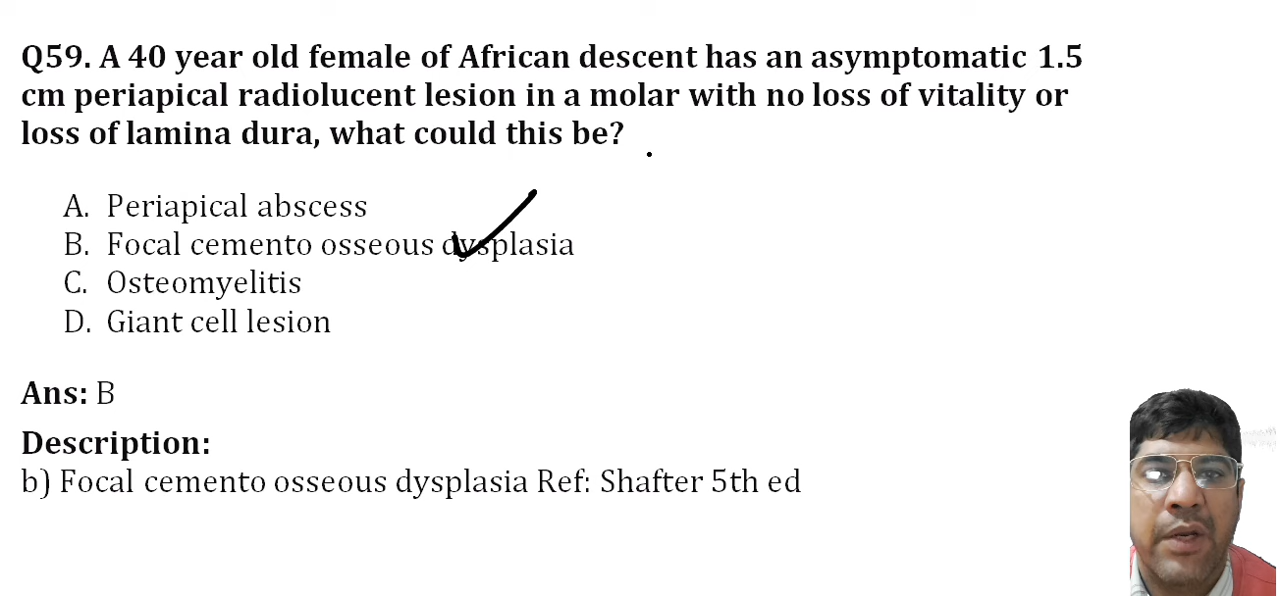 Q59. A 40 year old female of African descent has an asymptomatic 1.5
cm periapical radiolucent lesion in a molar with no loss of vitality or
loss of lamina dura, what could this be?
A. Periapical abscess
B. Focal cemento osseous dysplasia
C. Osteomyelitis
D. Giant cell lesion
Ans: B
Description:
b) Focal cemento osseous dysplasia Ref: Shafter 5th ed